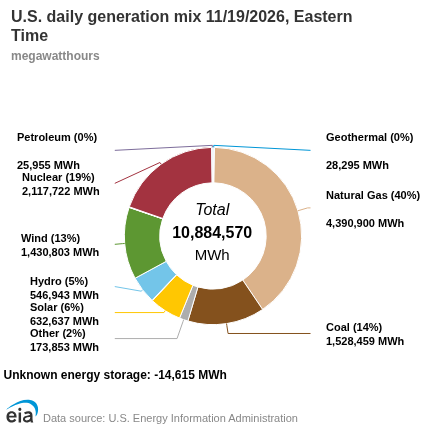 U.S. daily generation mix 11/19/2026, Eastern
Time
megawatthours
Petroleum (0%)
25,955 MWh
Nuclear (19%)
2,117,722 MWh
Wind (13%)
1,430,803 MWh
Hydro (5%)
546,943 MWh
Solar (6%)
632,637 MWh
Other (2%)
173,853 MWh
Total
10,884,570
MWh
Geothermal (0%)
28,295 MWh
Natural Gas (40%)
4,390,900 MWh
Coal (14%)
1,528,459 MWh
Unknown energy storage: -14,615 MWh
eia Data source: U.S. Energy Information Administration